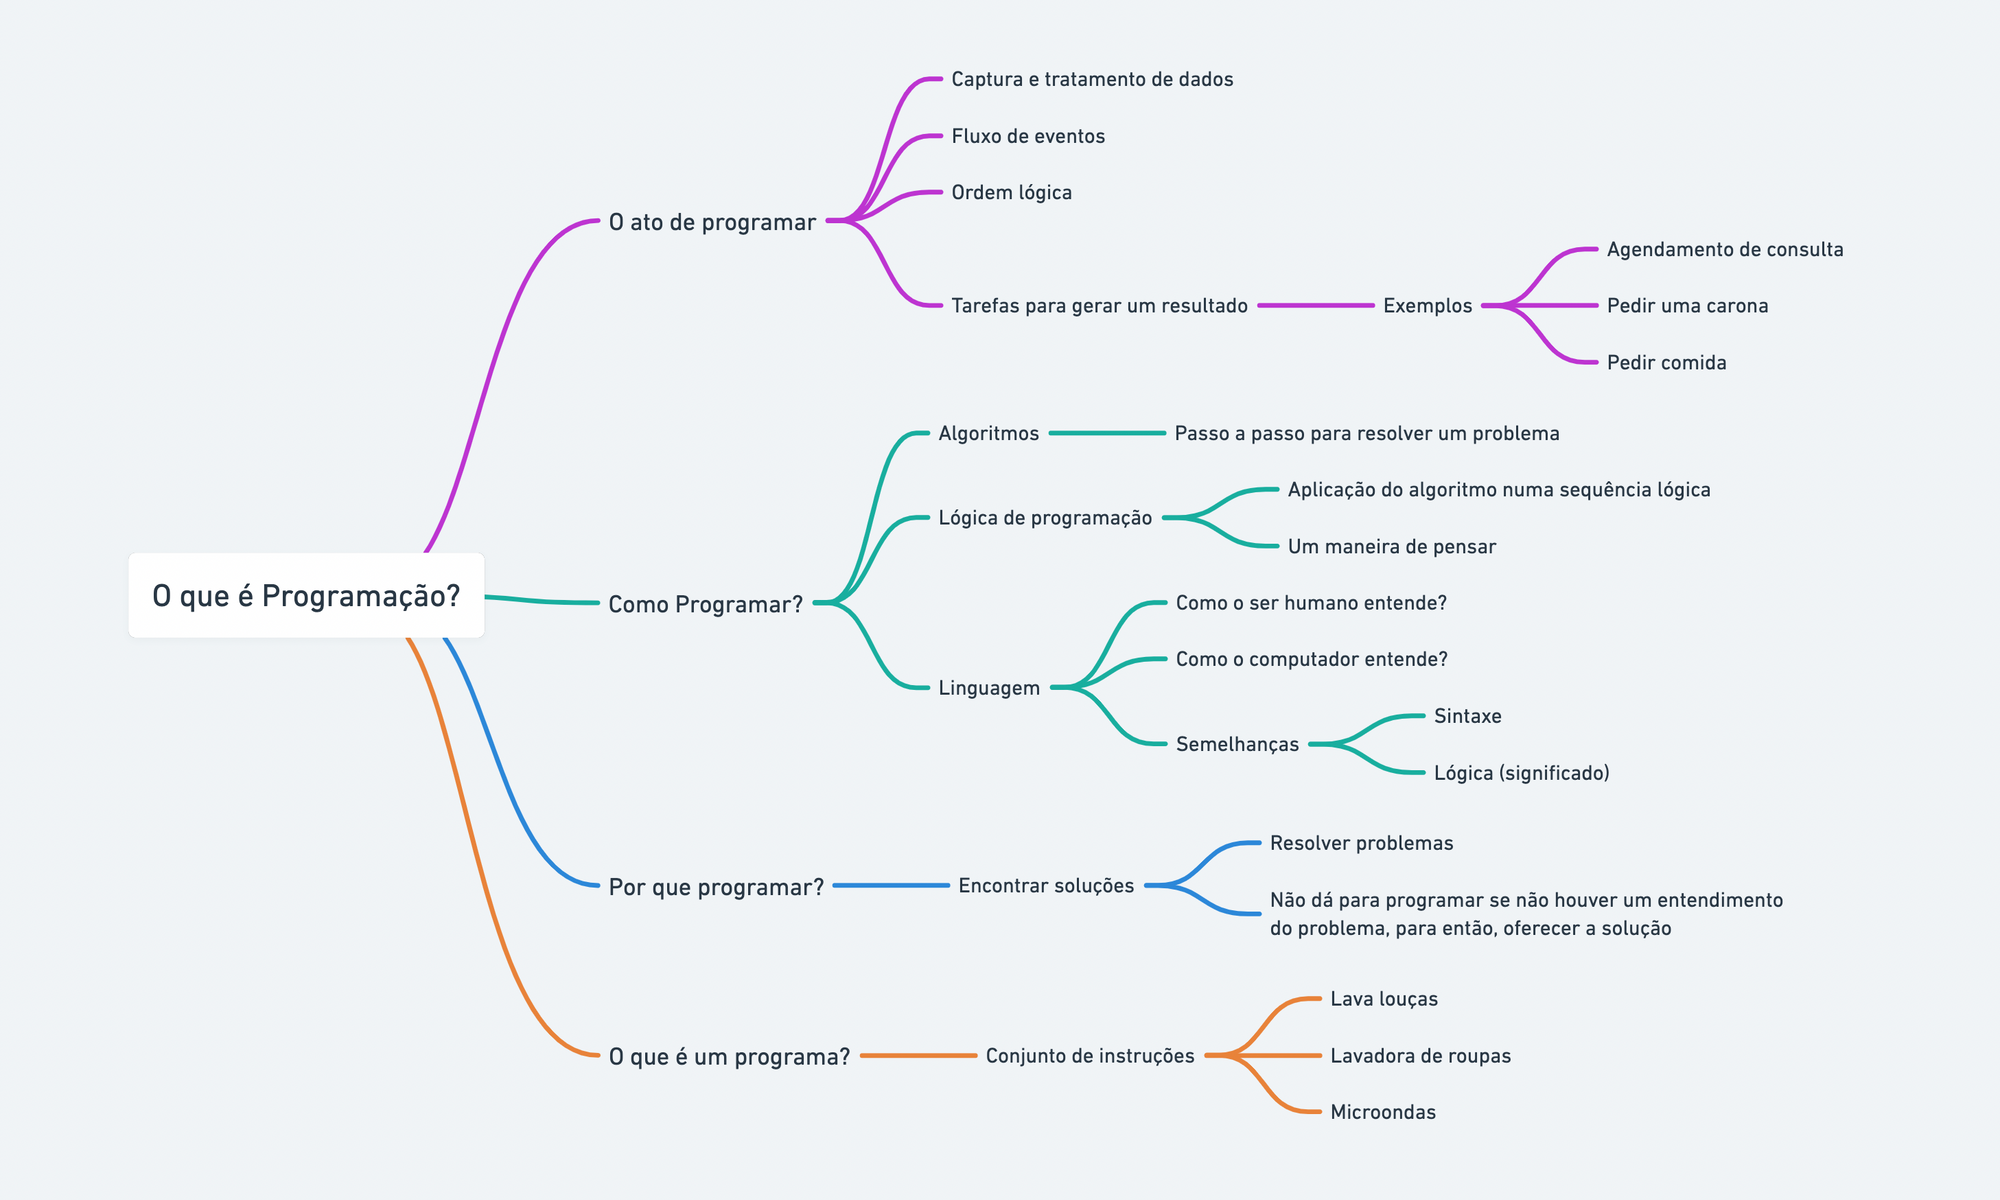 O que é Programação?
O ato de programar
Captura e tratamento de dados
Fluxo de eventos
Ordem lógica
Tarefas para gerar um resultado
Exemplos
Agendamento de consulta
Pedir uma carona
Pedir comida
Como Programar?
Algoritmos
Passo a passo para resolver um problema
Lógica de programação
Aplicação do algoritmo numa sequência lógica
Um maneira de pensar
Linguagem
Como o ser humano entende?
Como o computador entende?
Semelhanças
Sintaxe
Lógica (significado)
Por que programar?
Encontrar soluções
Resolver problemas
Não dá para programar se não houver um entendimento
do problema, para então, oferecer a solução
O que é um programa?
Conjunto de instruções
Lava louças
Lavadora de roupas
Microondas